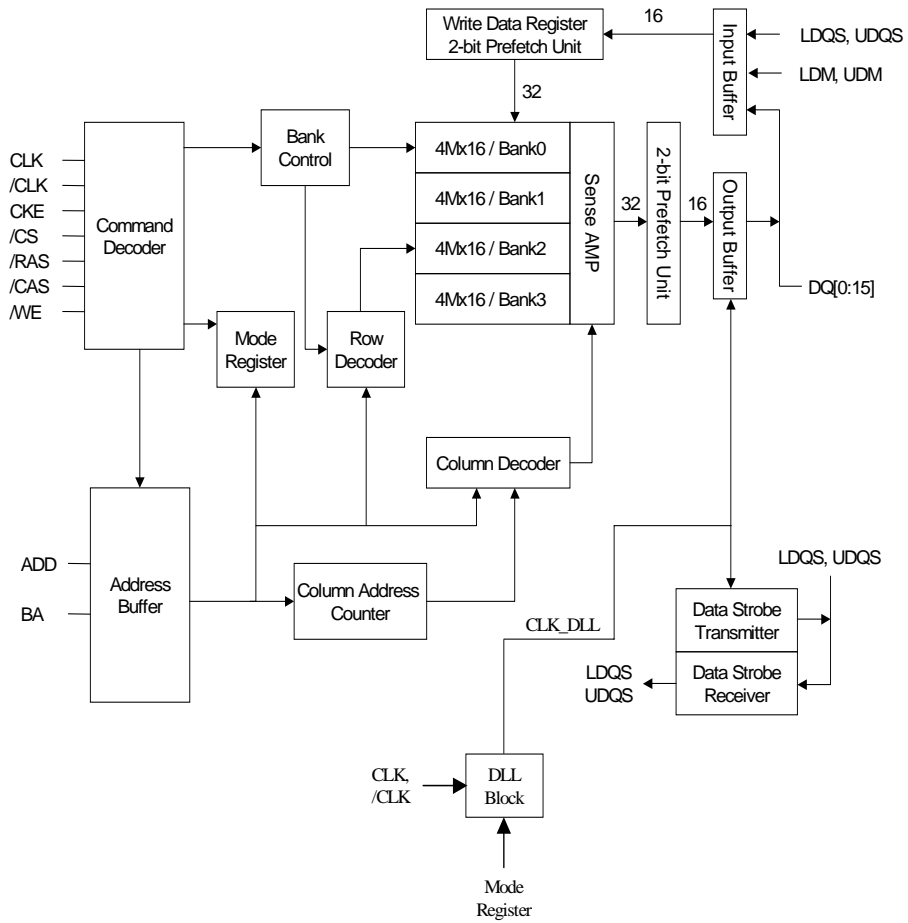 Write Data Register
2-bit Prefetch Unit
16
Input Buffer
LDQS, UDQS
LDM, UDM
32
Bank
Control
4Mx16 / Bank0
4Mx16 / Bank1
4Mx16 / Bank2
4Mx16 / Bank3
Sense AMP
32
2-bit Prefetch Unit
16
Output Buffer
DQ[0:15]
CLK
/CLK
CKE
/CS
/RAS
/CAS
/WE
Command
Decoder
Mode
Register
Row
Decoder
Column Decoder
ADD
BA
Address
Buffer
Column Address
Counter
CLK_DLL
LDQS, UDQS
Data Strobe
Transmitter
Data Strobe
Receiver
LDQS
UDQS
CLK,
/CLK
DLL
Block
Mode
Register